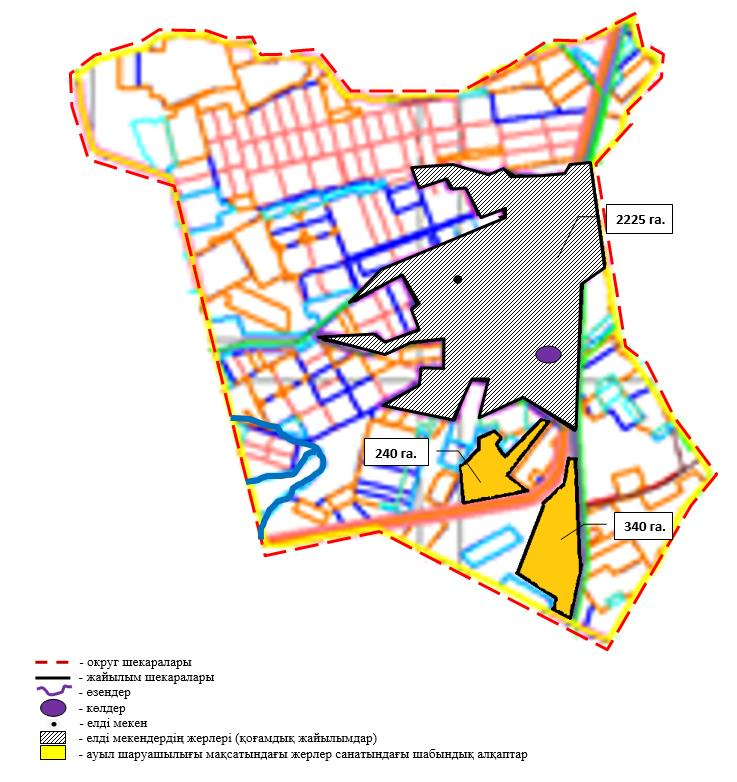 2225 га.
240 га.
340 га.
- округ шекаралары
- жайылым шекаралары
- өзендер
- көлдер
- елді мекен
- елді мекендердің жерлері (қоғамдық жайылымдар)
- ауыл шаруашылығы мақсатындағы жерлер санатындағы шабындық алқаптар